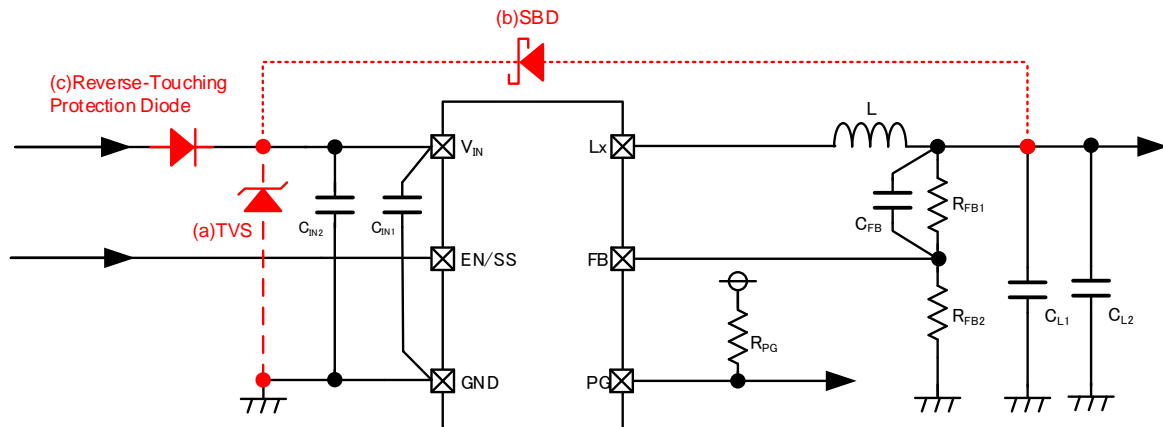 (b)SBD
(c)Reverse-Touching
Protection Diode
L
VIN
Lx
CIN2
CIN1
CFB
RFB1
(a)TVS
EN/SS
FB
RFB2
CL1
CL2
RPG
GND
PG